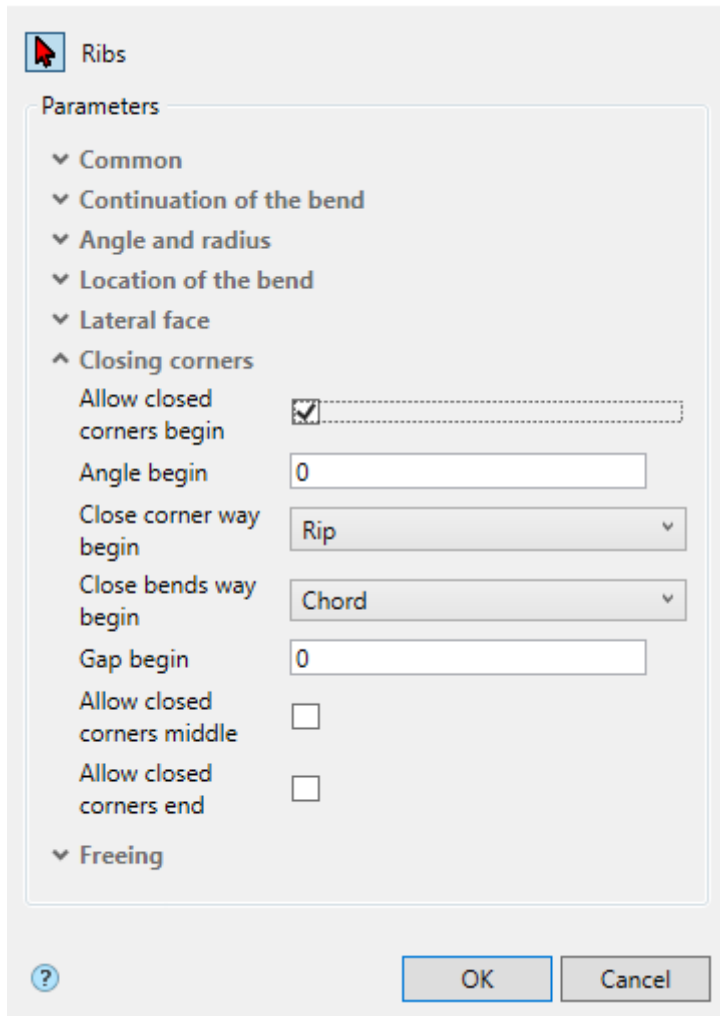 Ribs
Parameters
Common
Continuation of the bend
Angle and radius
Location of the bend
Lateral face
Closing corners
Allow closed
corners begin
Angle begin
0
Close corner way
begin
Rip
Close bends way
begin
Chord
Gap begin
0
Allow closed
corners middle
Allow closed
corners end
Freeing
?
OK
Cancel